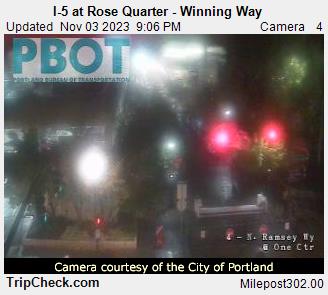 I-5 at Rose Quarter - Winning Way
Updated Nov 03 2023 9:06 PM Camera 4
PBOT
PORTLAND BUREAU OF TRANSPORTATION
4 - N. Ramsey Wy
@ One Ctr
Camera courtesy of the City of Portland
TripCheck.com Milepost302.00